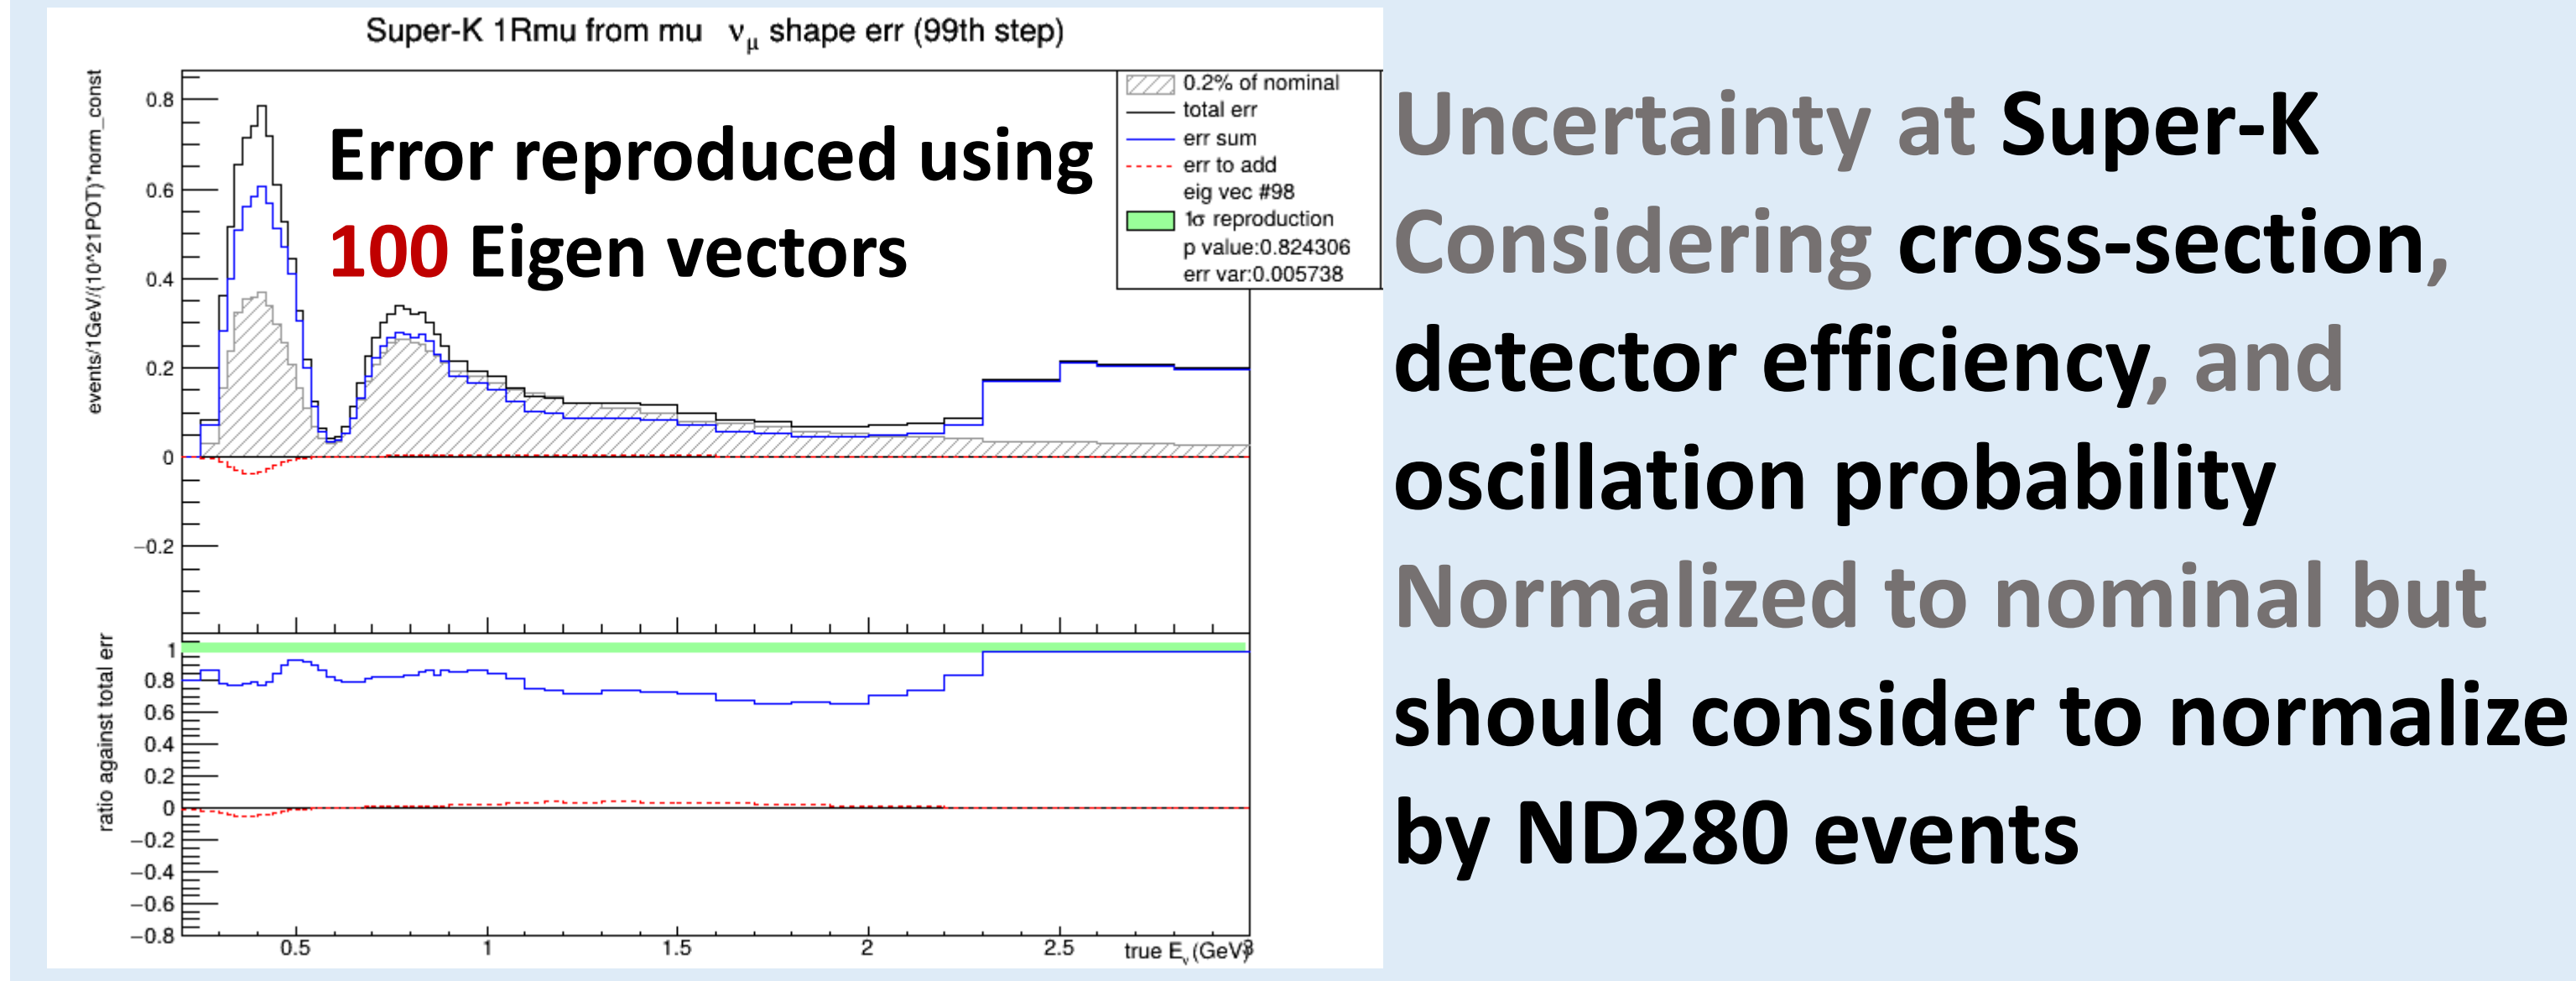 Super-K 1Rmu from mu ν_μ shape err (99th step)
events/1GeV/(10^21POT)*norm_const
0.8
0.6
0.4
0.2
0
−0.2
Error reproduced using
100 Eigen vectors
0.2% of nominal
total err
err sum
err to add
eig vec #98
1σ reproduction
p value:0.824306
err var:0.005738
ratio against total err
1
0.8
0.6
0.4
0.2
0
−0.2
−0.4
−0.6
−0.8
0.5
1
1.5
2
2.5
3
true E_ν (GeV)
Uncertainty at Super-K
Considering cross-section,
detector efficiency, and
oscillation probability
Normalized to nominal but
should consider to normalize
by ND280 events